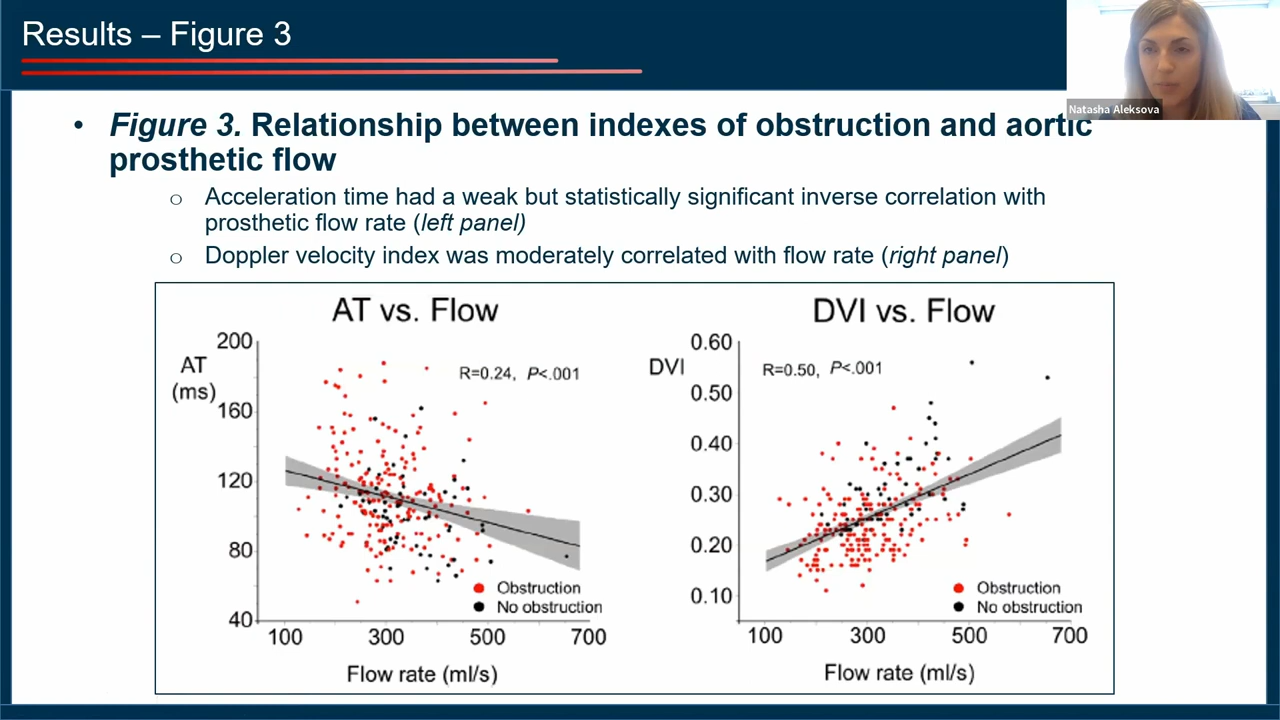 Results – Figure 3
Natasha Aleksova
• Figure 3. Relationship between indexes of obstruction and aortic
prosthetic flow
o Acceleration time had a weak but statistically significant inverse correlation with
prosthetic flow rate (left panel)
o Doppler velocity index was moderately correlated with flow rate (right panel)
AT vs. Flow
AT
(ms)
200
160
120
80
40
R=0.24, P<.001
Obstruction
No obstruction
100 300 500 700
Flow rate (ml/s)
DVI vs. Flow
DVI
0.60
0.50
0.40
0.30
0.20
0.10
R=0.50, P<.001
Obstruction
No obstruction
100 300 500 700
Flow rate (ml/s)